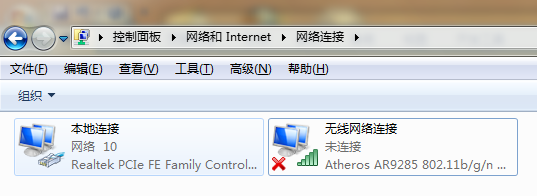 控制面板 ▸ 网络和 Internet ▸ 网络连接 ▸
文件(F) 编辑(E) 查看(V) 工具(T) 高级(N) 帮助(H)
组织
本地连接
网络 10
Realtek PCIe FE Family Control...
无线网络连接
未连接
Atheros AR9285 802.11b/g/n ...